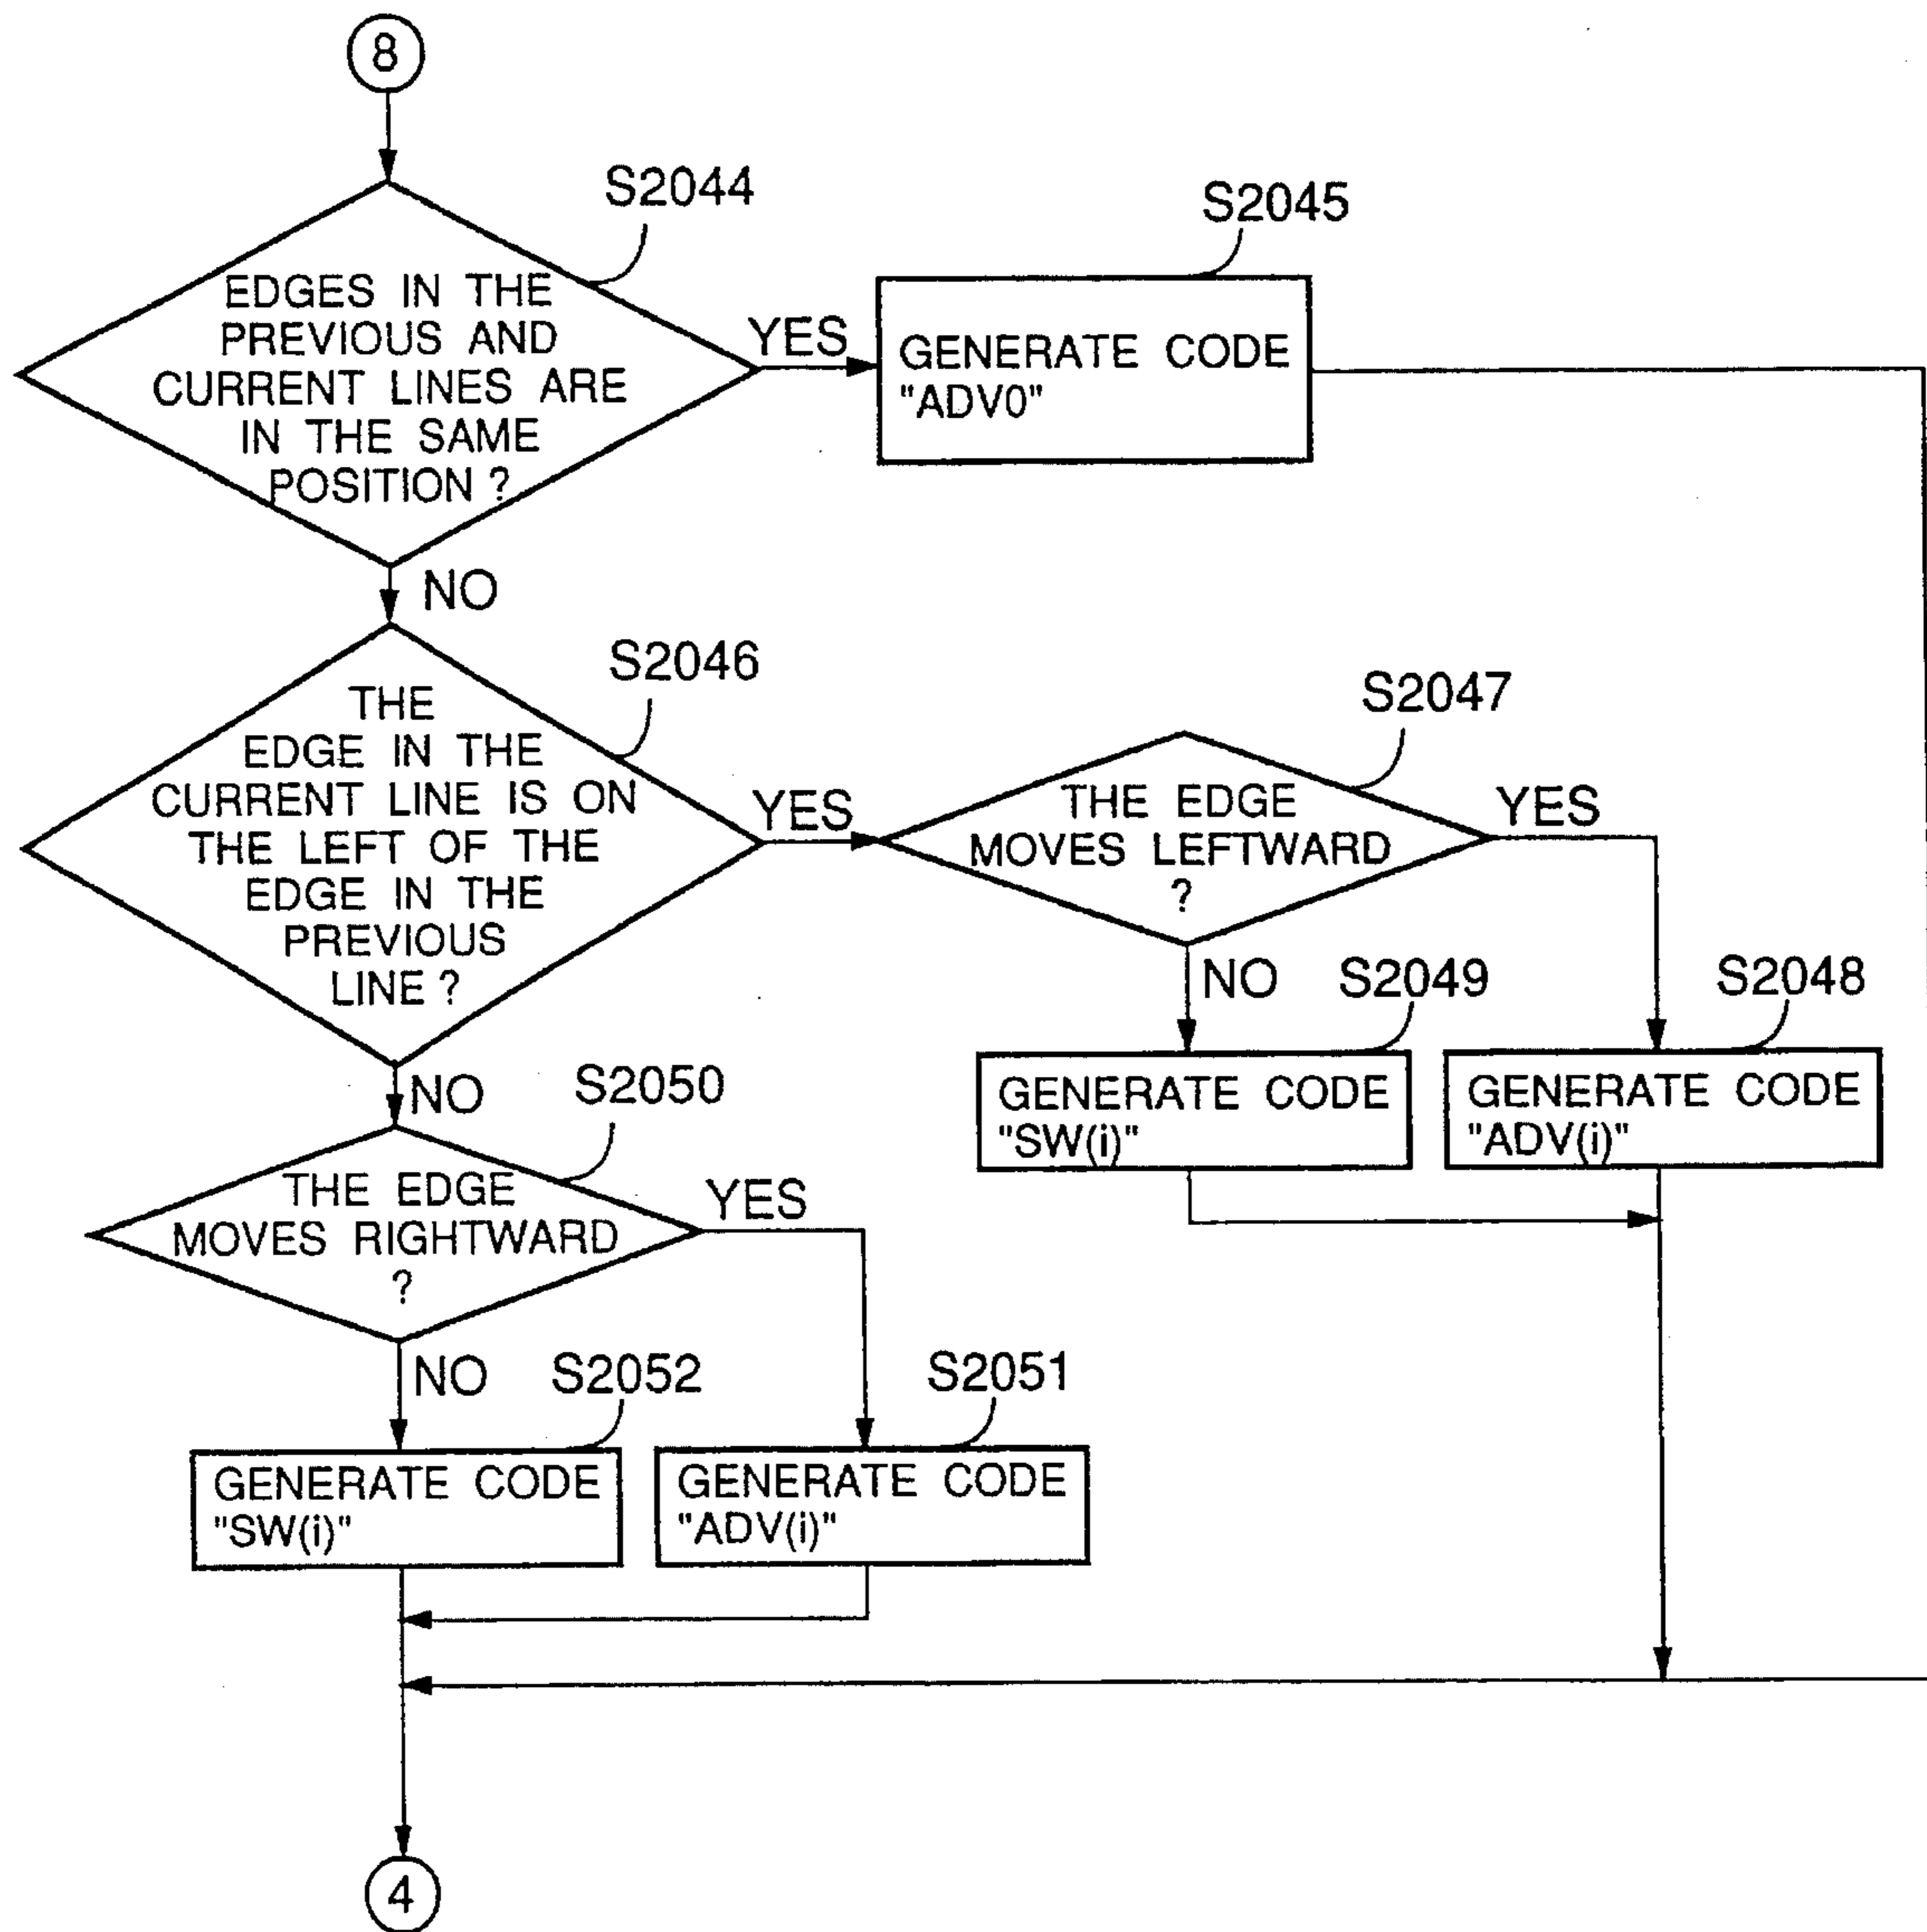 8
S2044
EDGES IN THE
PREVIOUS AND
CURRENT LINES ARE
IN THE SAME
POSITION ?
YES
S2045
GENERATE CODE
"ADV0"
NO
S2046
THE
EDGE IN THE
CURRENT LINE IS ON
THE LEFT OF THE
EDGE IN THE
PREVIOUS
LINE ?
YES
S2047
THE EDGE
MOVES LEFTWARD
?
YES
NO
S2049
GENERATE CODE
"SW(i)"
S2048
GENERATE CODE
"ADV(i)"
NO
S2050
THE EDGE
MOVES RIGHTWARD
?
YES
NO
S2052
GENERATE CODE
"SW(i)"
S2051
GENERATE CODE
"ADV(i)"
4